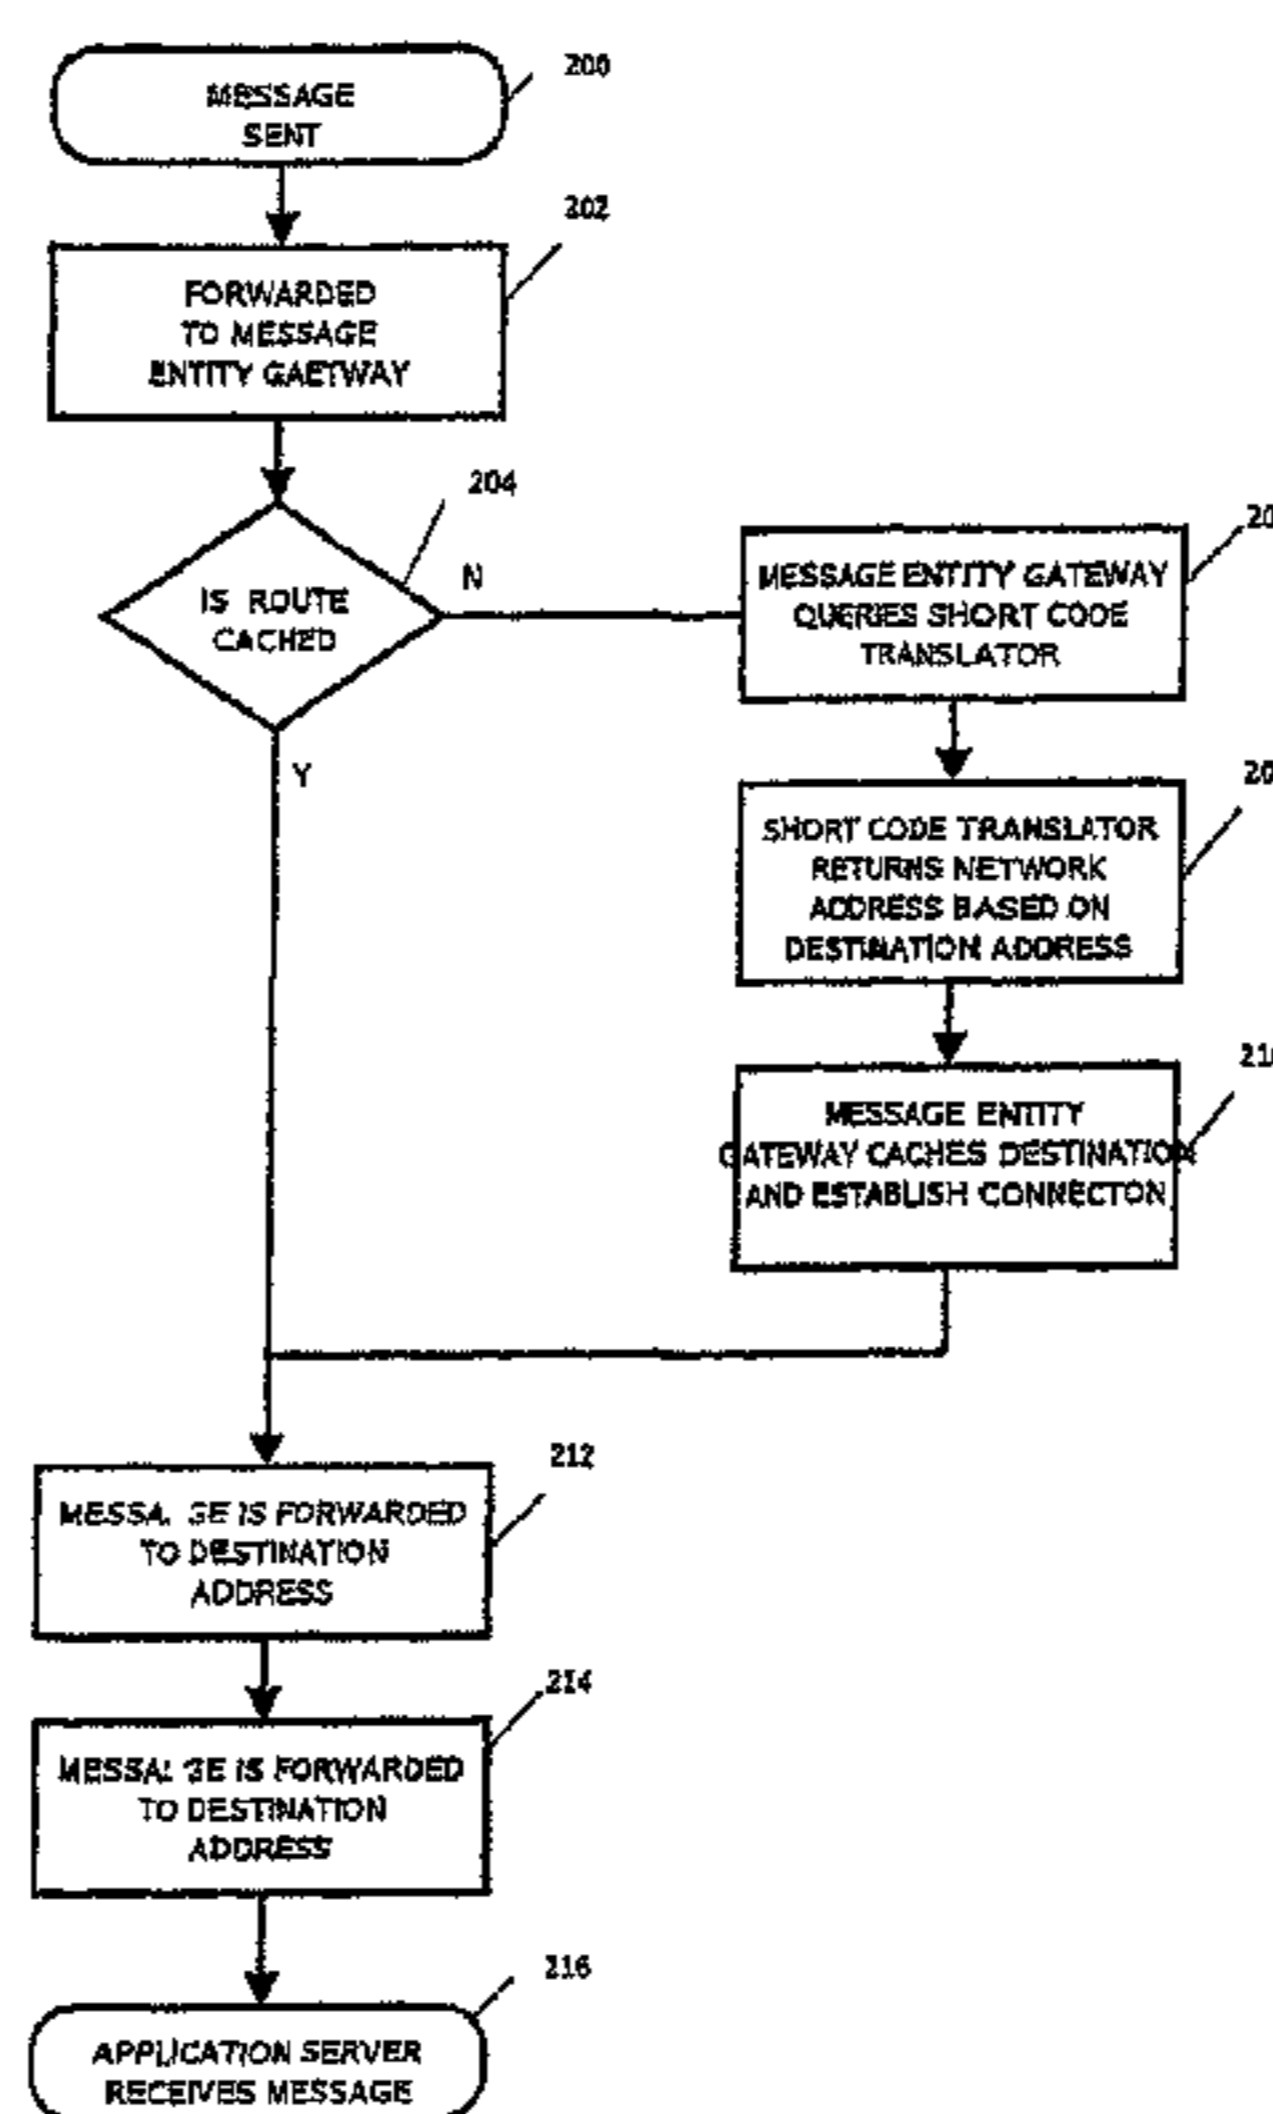 MESSAGE
SENT
200
FORWARDED
TO MESSAGE
ENTITY GAETWAY
202
IS ROUTE
CACHED
204
N
Y
MESSAGE ENTITY GATEWAY
QUERIES SHORT CODE
TRANSLATOR
20
SHORT CODE TRANSLATOR
RETURNS NETWORK
ADDRESS BASED ON
DESTINATION ADDRESS
20
MESSAGE ENTITY
GATEWAY CACHES DESTINATION
AND ESTABLISH CONNECTON
21
MESSA GE IS FORWARDED
TO DESTINATION
ADDRESS
212
MESSA GE IS FORWARDED
TO DESTINATION
ADDRESS
214
APPLICATION SERVER
RECEIVES MESSAGE
216